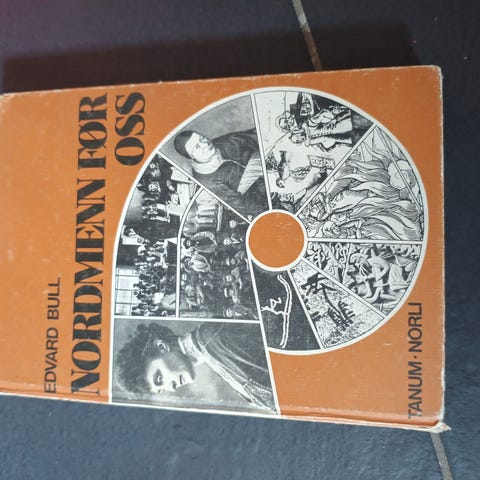 EDVARD BULL
NORDMENN FØR
OSS
TANUM·NORLI